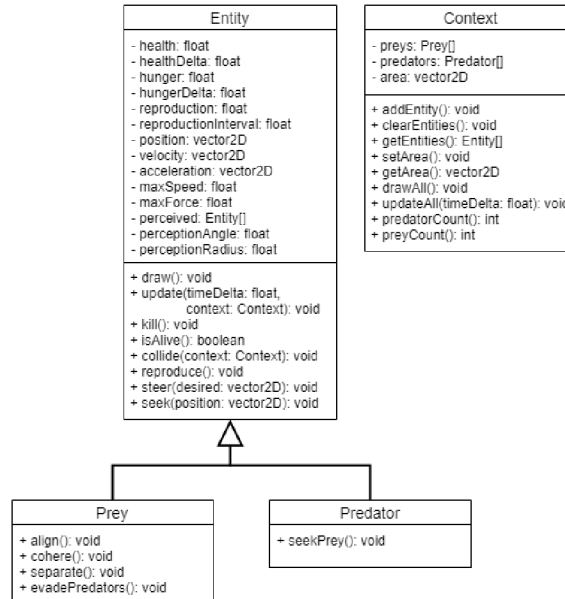 Entity
- health: float
- healthDelta: float
- hunger: float
- hungerDelta: float
- reproduction: float
- reproductionInterval: float
- position: vector2D
- velocity: vector2D
- acceleration: vector2D
- maxSpeed: float
- maxForce: float
- perceived: Entity[]
- perceptionAngle: float
- perceptionRadius: float
+ draw(): void
+ update(timeDelta: float,
context: Context): void
+ kill(): void
+ isAlive(): boolean
+ collide(context: Context): void
+ reproduce(): void
+ steer(desired: vector2D): void
+ seek(position: vector2D): void
Context
- preys: Prey[]
- predators: Predator[]
- area: vector2D
+ addEntity(): void
+ clearEntities(): void
+ getEntities(): Entity[]
+ setArea(): void
+ getArea(): vector2D
+ drawAll(): void
+ updateAll(timeDelta: float): void
+ predatorCount(): int
+ preyCount(): int
Prey
+ align(): void
+ cohere(): void
+ separate(): void
+ evadePredators(): void
Predator
+ seekPrey(): void